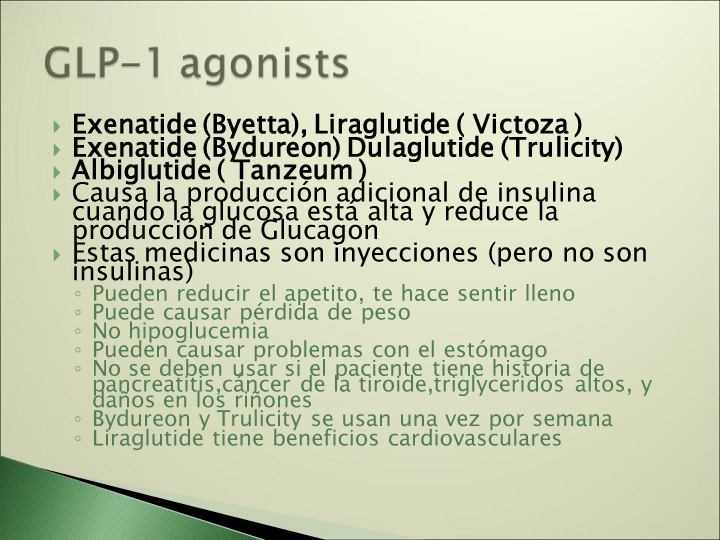 GLP-1 agonists
Exenatide (Byetta), Liraglutide ( Victoza )
Exenatide (Bydureon) Dulaglutide (Trulicity)
Albiglutide ( Tanzeum )
Causa la producción adicional de insulina
cuando la glucosa está alta y reduce la
producción de Glucagon
Estas medicinas son inyecciones (pero no son
insulinas)
Pueden reducir el apetito, te hace sentir lleno
Puede causar pérdida de peso
No hipoglucemia
Pueden causar problemas con el estómago
No se deben usar si el paciente tiene historia de
pancreatitis,cáncer de la tiroide,triglyceridos altos, y
daños en los riñones
Bydureon y Trulicity se usan una vez por semana
Liraglutide tiene beneficios cardiovasculares